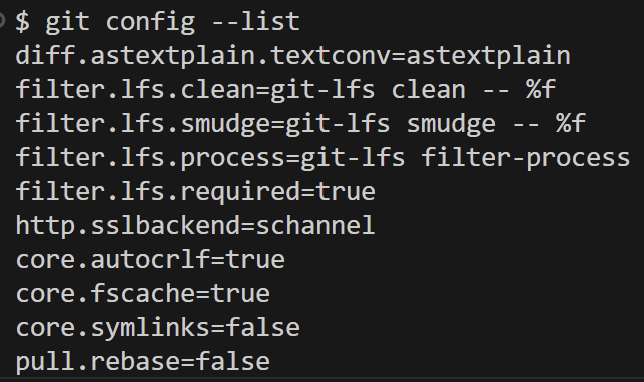 $ git config --list
diff.astextplain.textconv=astextplain
filter.lfs.clean=git-lfs clean -- %f
filter.lfs.smudge=git-lfs smudge -- %f
filter.lfs.process=git-lfs filter-process
filter.lfs.required=true
http.sslbackend=schannel
core.autocrlf=true
core.fscache=true
core.symlinks=false
pull.rebase=false